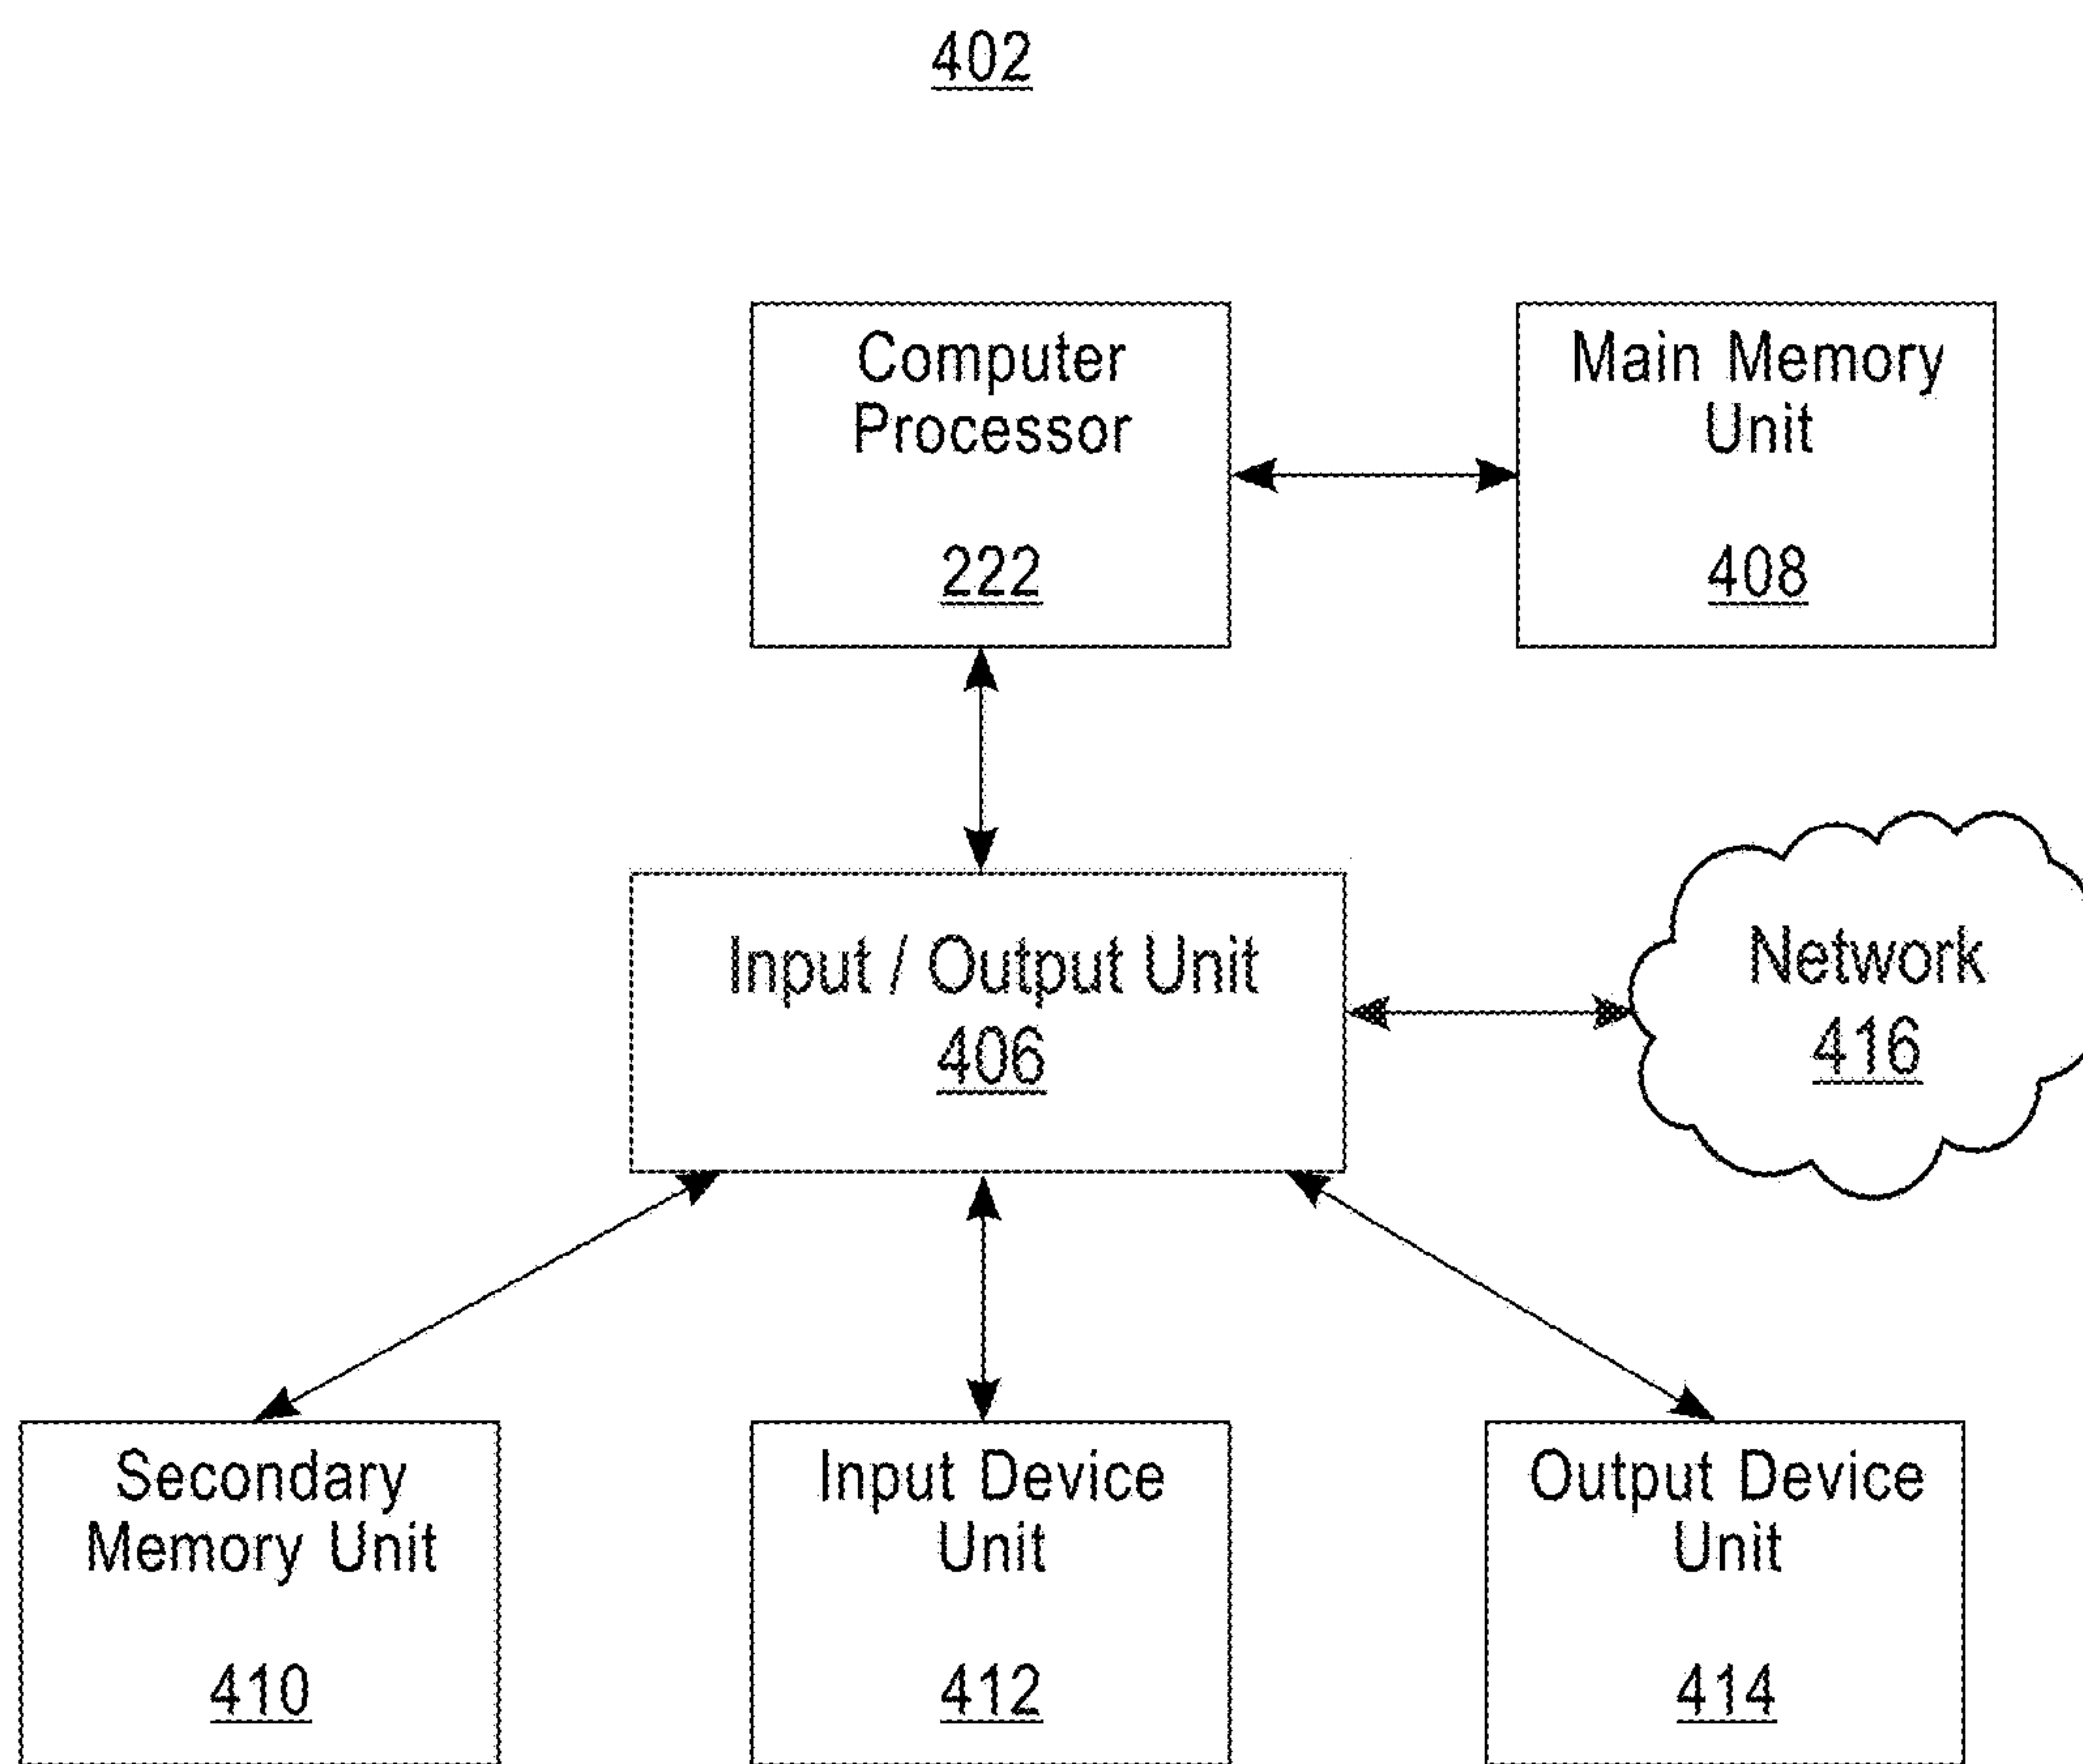 402
Computer
Processor
222
Main Memory
Unit
408
Input / Output Unit
406
Network
416
Secondary
Memory Unit
410
Input Device
Unit
412
Output Device
Unit
414